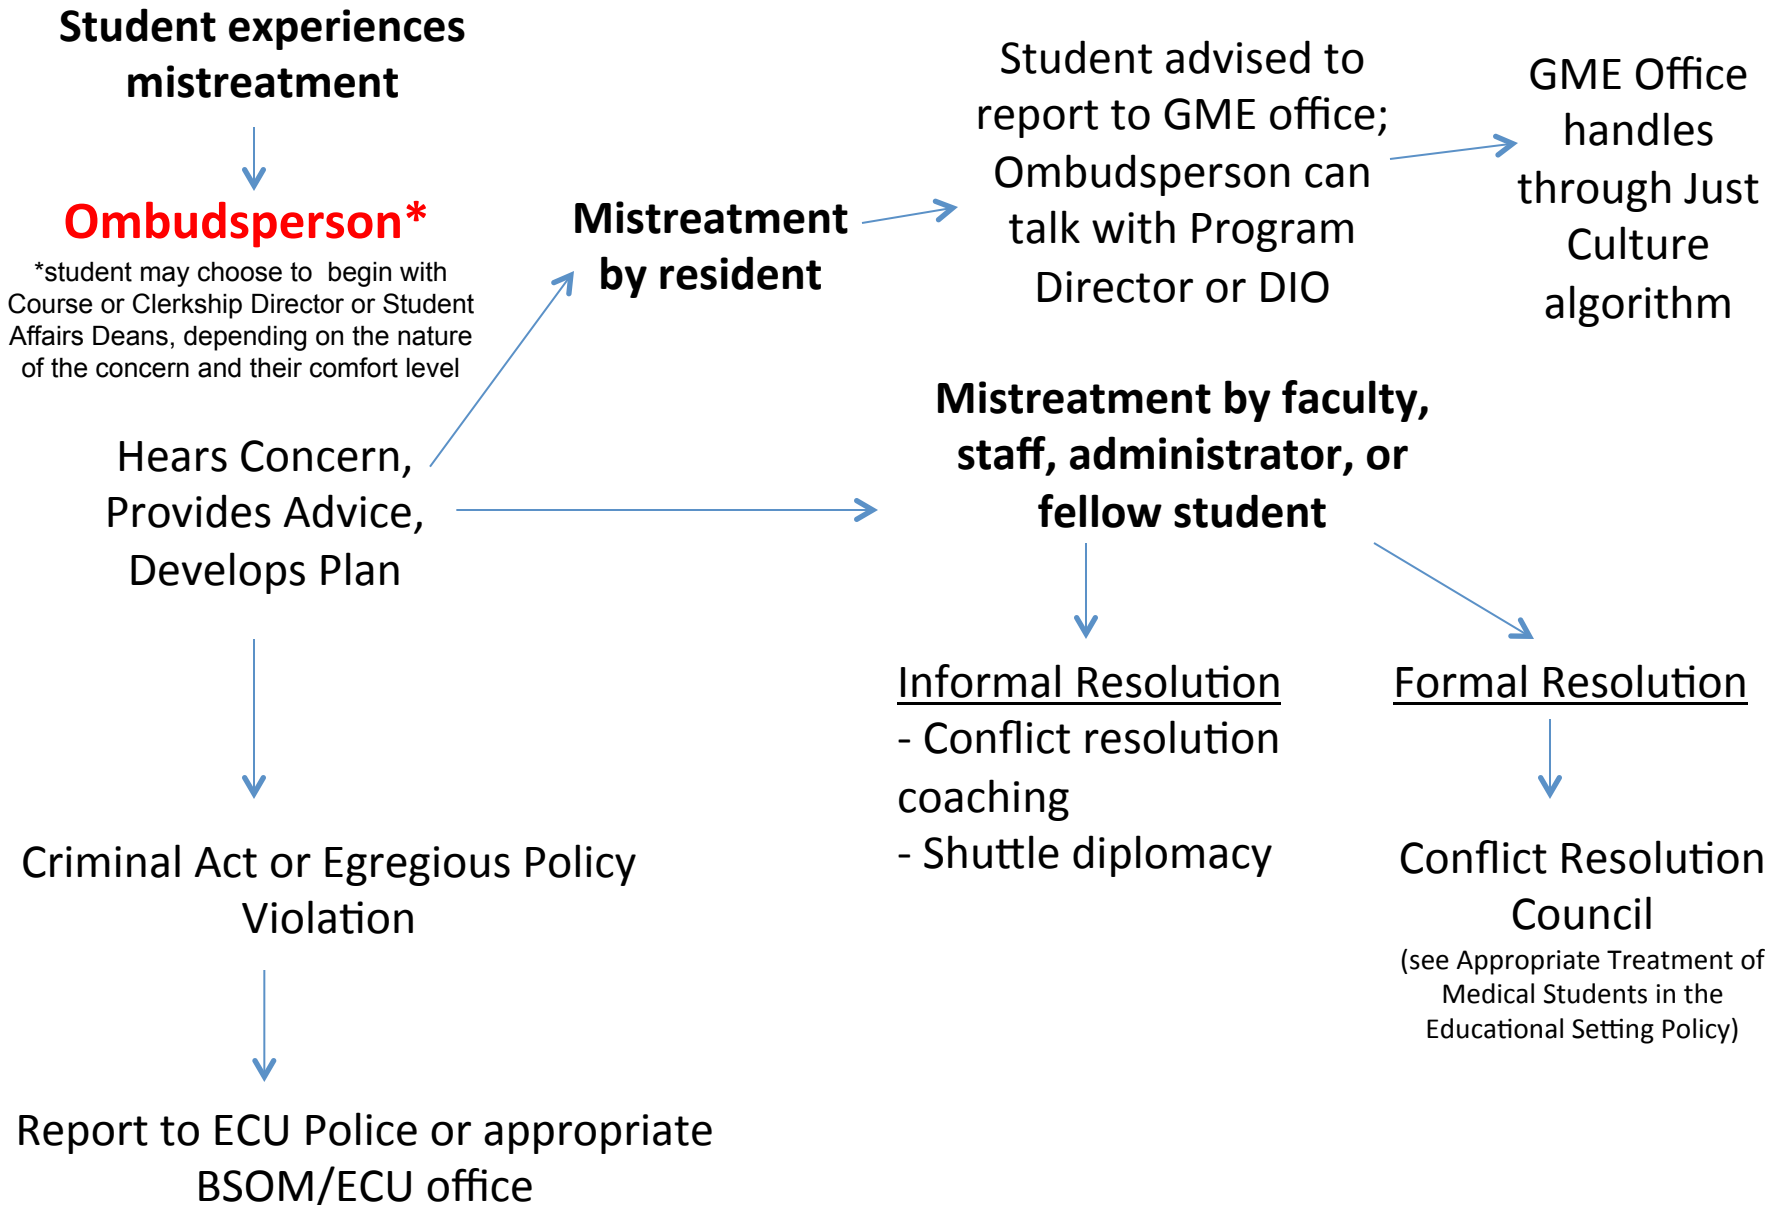 Student experiences
mistreatment
Ombudsperson*
*student may choose to  begin with
Course or Clerkship Director or Student
Affairs Deans, depending on the nature
of the concern and their comfort level
Hears Concern,
Provides Advice,
Develops Plan
Mistreatment
by resident
Student advised to
report to GME office;
Ombudsperson can
talk with Program
Director or DIO
GME Office
handles
through Just
Culture
algorithm
Mistreatment by faculty,
staff, administrator, or
fellow student
Informal Resolution
- Conflict resolution
coaching
- Shuttle diplomacy
Formal Resolution
Conflict Resolution
Council
(see Appropriate Treatment of
Medical Students in the
Educational Setting Policy)
Criminal Act or Egregious Policy
Violation
Report to ECU Police or appropriate
BSOM/ECU office